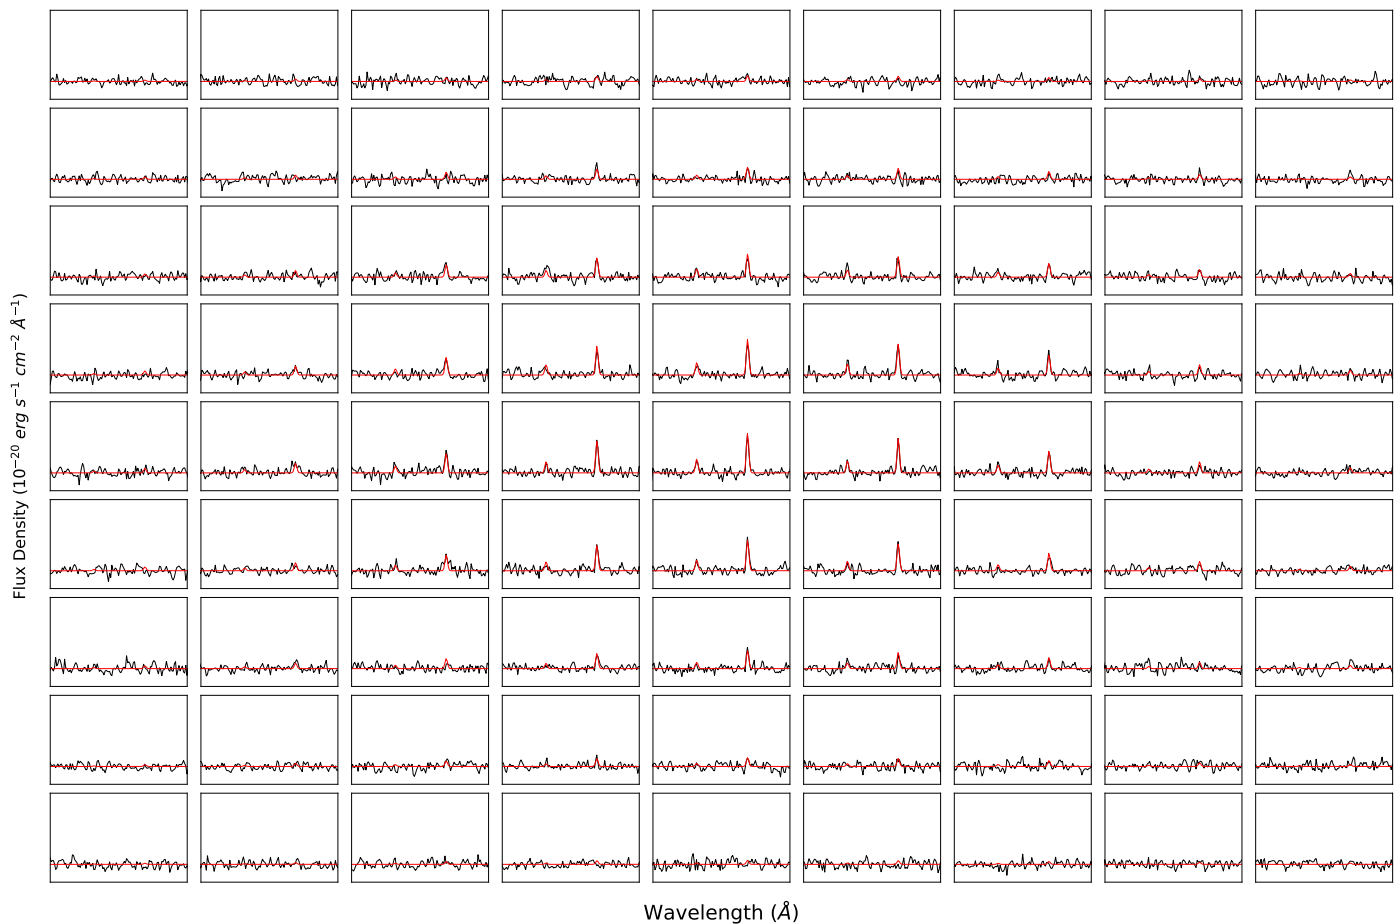 Flux Density (10⁻²⁰ erg s⁻¹ cm⁻² Å⁻¹)
Wavelength (Å)